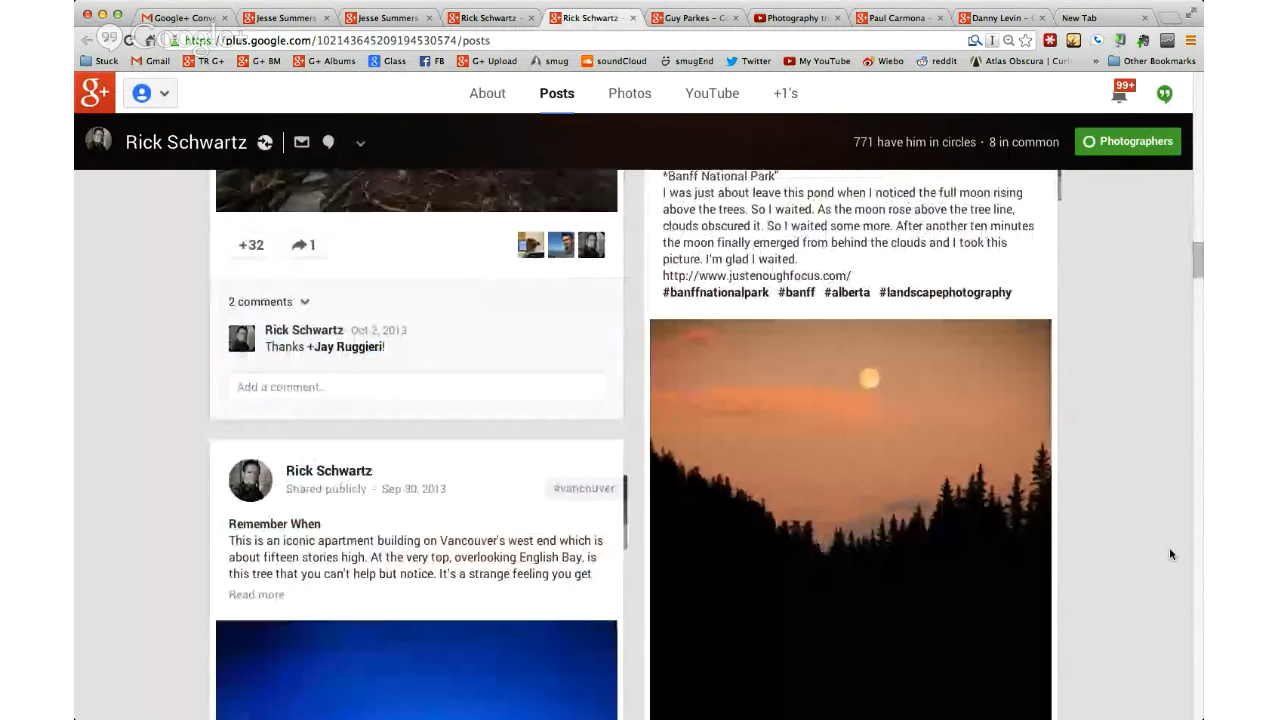 Google+ Conve
Jesse Summers
Jesse Summers
Rick Schwartz -
Rick Schwartz -
Guy Parkes – G
Photography tr
Paul Carmona –
Danny Levin – G
New Tab
https://plus.google.com/102143645209194530574/posts
Stuck
Gmail
TR G+
G+ BM
G+ Albums
Glass
FB
G+ Upload
smug
soundCloud
smugEnd
Twitter
My YouTube
Wiebo
reddit
Atlas Obscura | Curi
»
Other Bookmarks
g+
About
Posts
Photos
YouTube
+1's
99+
Rick Schwartz
771 have him in circles • 8 in common
Photographers
+32
1
2 comments
Rick Schwartz Oct 2, 2013
Thanks +Jay Ruggieri!
Add a comment...
Rick Schwartz
Shared publicly - Sep 30, 2013
#vancouver
Remember When
This is an iconic apartment building on Vancouver's west end which is
about fifteen stories high. At the very top, overlooking English Bay, is
this tree that you can't help but notice. It's a strange feeling you get
Read more
*Banff National Park"
I was just about leave this pond when I noticed the full moon rising
above the trees. So I waited. As the moon rose above the tree line,
clouds obscured it. So I waited some more. After another ten minutes
the moon finally emerged from behind the clouds and I took this
picture. I'm glad I waited.
http://www.justenoughfocus.com/
#banffnationalpark #banff #alberta #landscapephotography